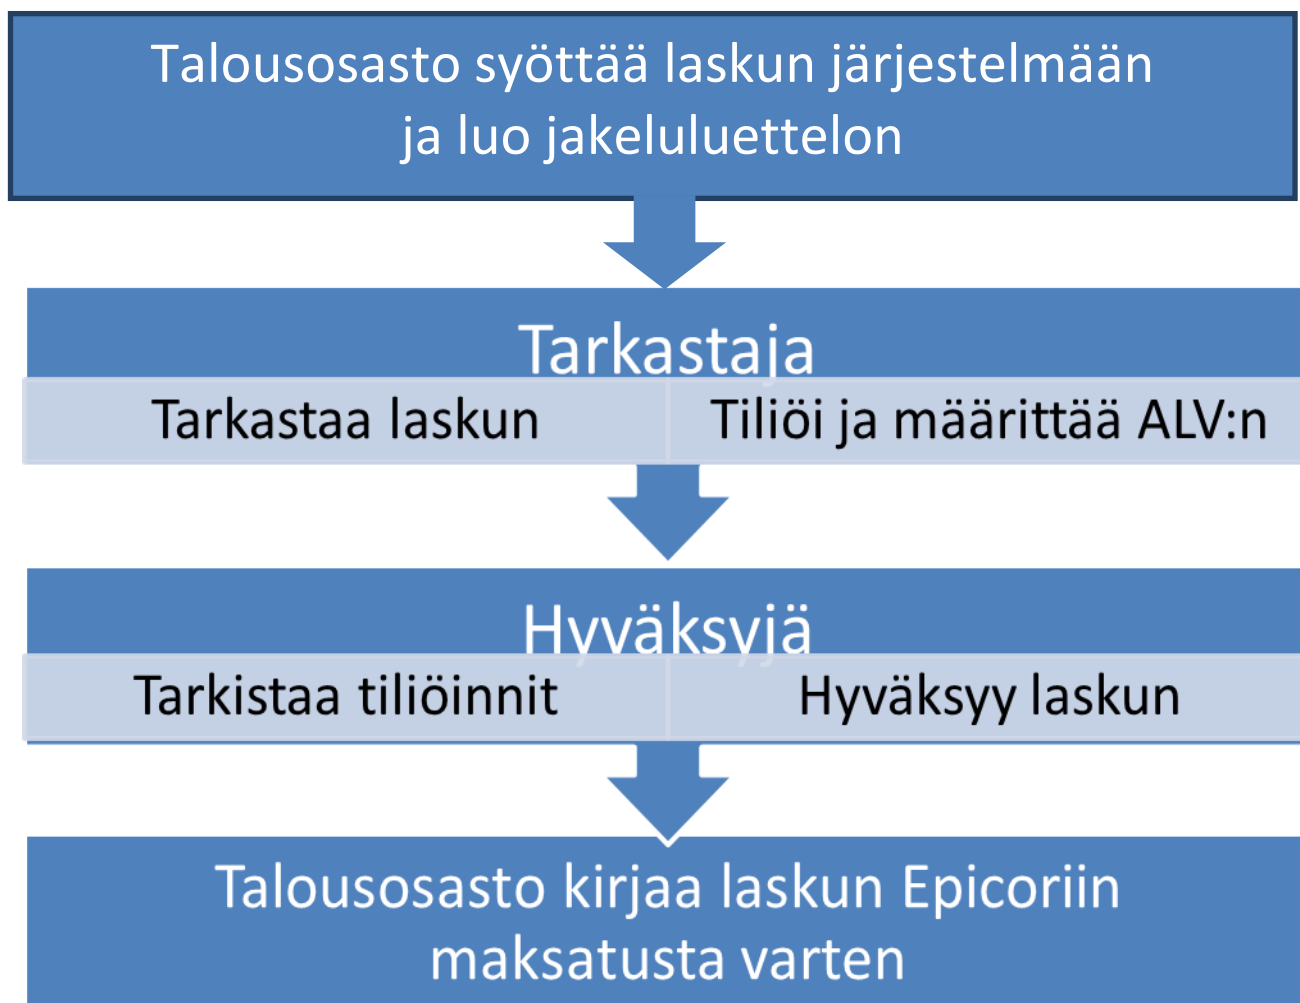 Talousosasto syöttää laskun järjestelmään
ja luo jakeluluettelon
Tarkastaja
Tarkastaa laskun
Tiliöi ja määrittää ALV:n
Hyväksyjä
Tarkistaa tiliöinnit
Hyväksyy laskun
Talousosasto kirjaa laskun Epicoriin
maksatusta varten